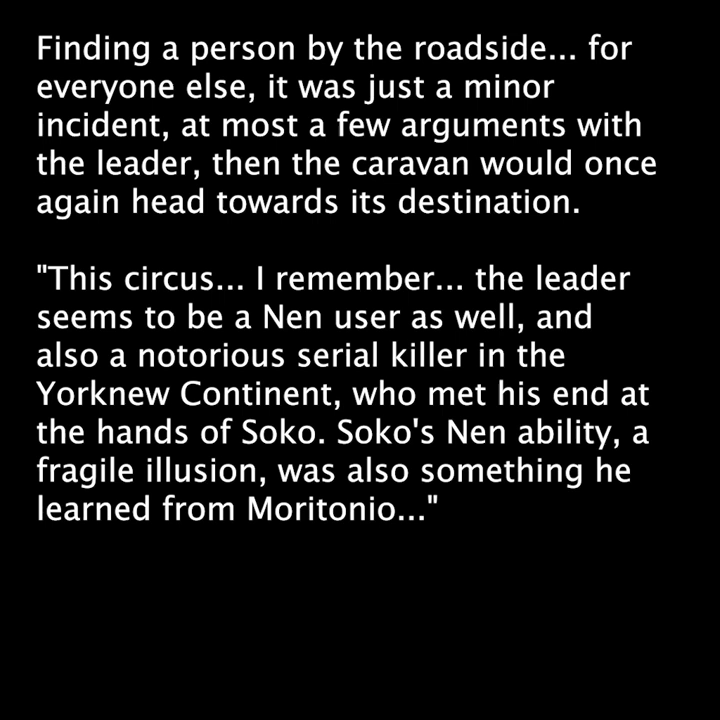 Finding a person by the roadside... for
everyone else, it was just a minor
incident, at most a few arguments with
the leader, then the caravan would once
again head towards its destination.
"This circus... I remember... the leader
seems to be a Nen user as well, and
also a notorious serial killer in the
Yorknew Continent, who met his end at
the hands of Soko. Soko's Nen ability, a
fragile illusion, was also something he
learned from Moritonio..."